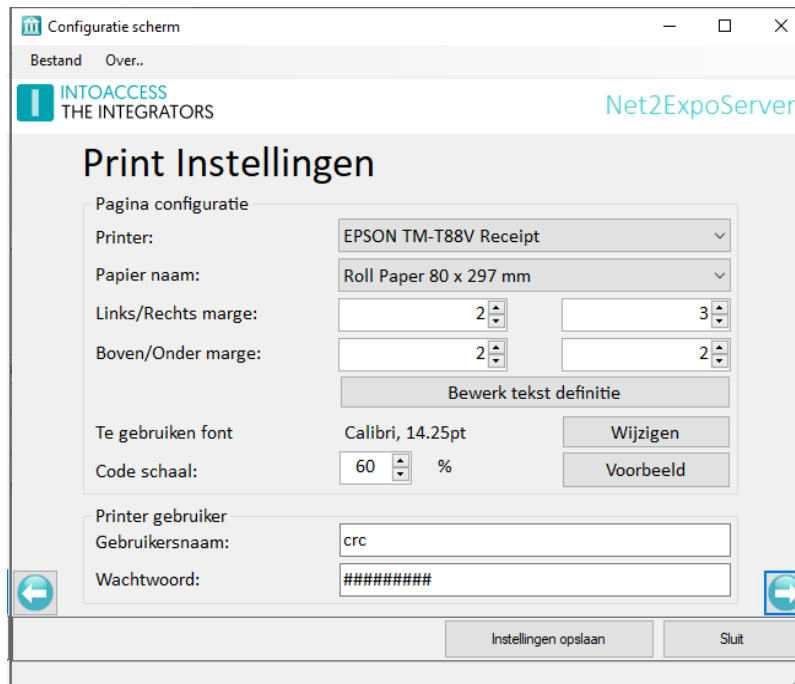 Configuratie scherm
Bestand Over..
INTOACCESS
THE INTEGRATORS
Net2ExpoServer
Print Instellingen
Pagina configuratie
Printer: EPSON TM-T88V Receipt
Papier naam: Roll Paper 80 x 297 mm
Links/Rechts marge: 2 3
Boven/Onder marge: 2 2
Bewerk tekst definitie
Te gebruiken font Calibri, 14.25pt Wijzigen
Code schaal: 60 % Voorbeeld
Printer gebruiker
Gebruikersnaam: crc
Wachtwoord: #########
Instellingen opslaan Sluit